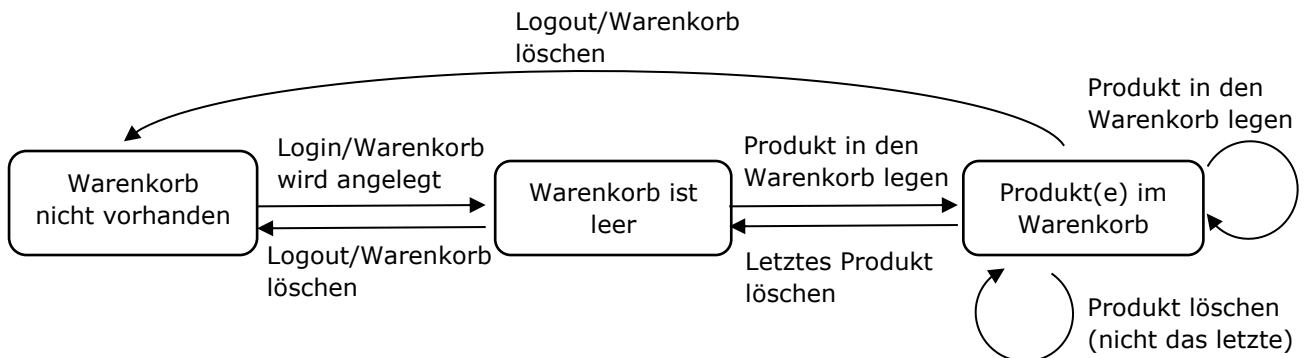 Logout/Warenkorb
löschen
Produkt in den
Warenkorb legen
Login/Warenkorb
wird angelegt
Produkt in den
Warenkorb legen
Warenkorb
nicht vorhanden
Warenkorb ist
leer
Produkt(e) im
Warenkorb
Logout/Warenkorb
löschen
Letztes Produkt
löschen
Produkt löschen
(nicht das letzte)